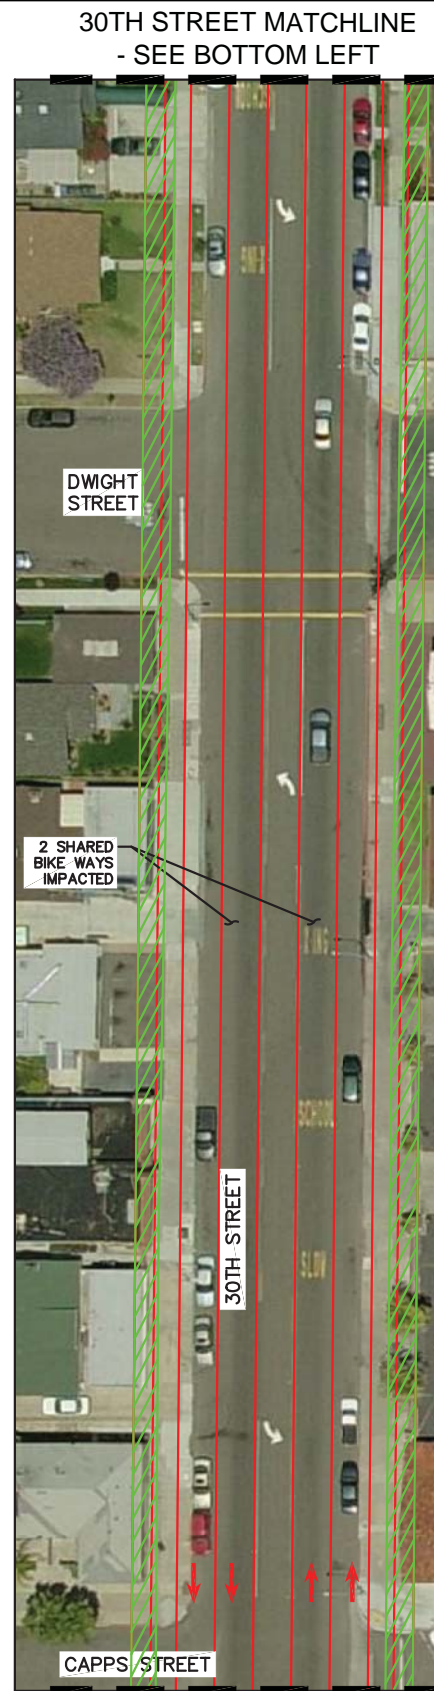 30TH STREET MATCHLINE
- SEE BOTTOM LEFT
DWIGHT
STREET
2 SHARED
BIKE WAYS
IMPACTED
SCHOOL
30TH STREET
SLOW
CAPPS STREET